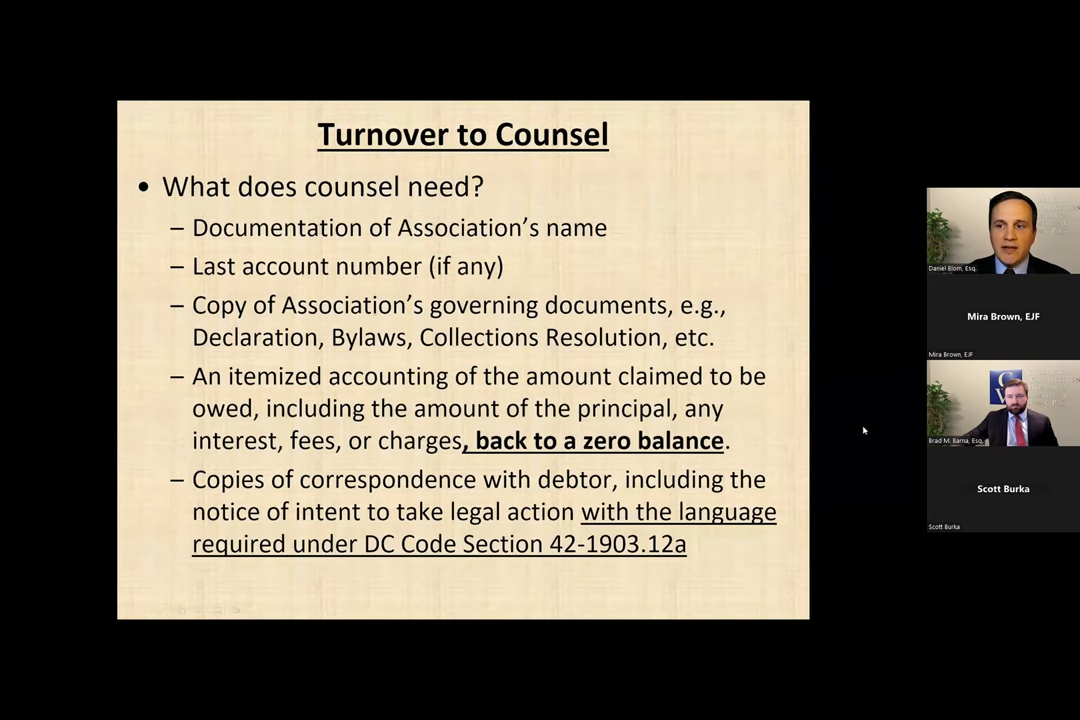 Turnover to Counsel
• What does counsel need?
– Documentation of Association's name
– Last account number (if any)
– Copy of Association's governing documents, e.g.,
Declaration, Bylaws, Collections Resolution, etc.
– An itemized accounting of the amount claimed to be
owed, including the amount of the principal, any
interest, fees, or charges, back to a zero balance.
– Copies of correspondence with debtor, including the
notice of intent to take legal action with the language
required under DC Code Section 42-1903.12a
Daniel Blom, Esq.
Mira Brown, EJF
Mira Brown, EJF
Brad M. Barna, Esq.
Scott Burka
Scott Burka